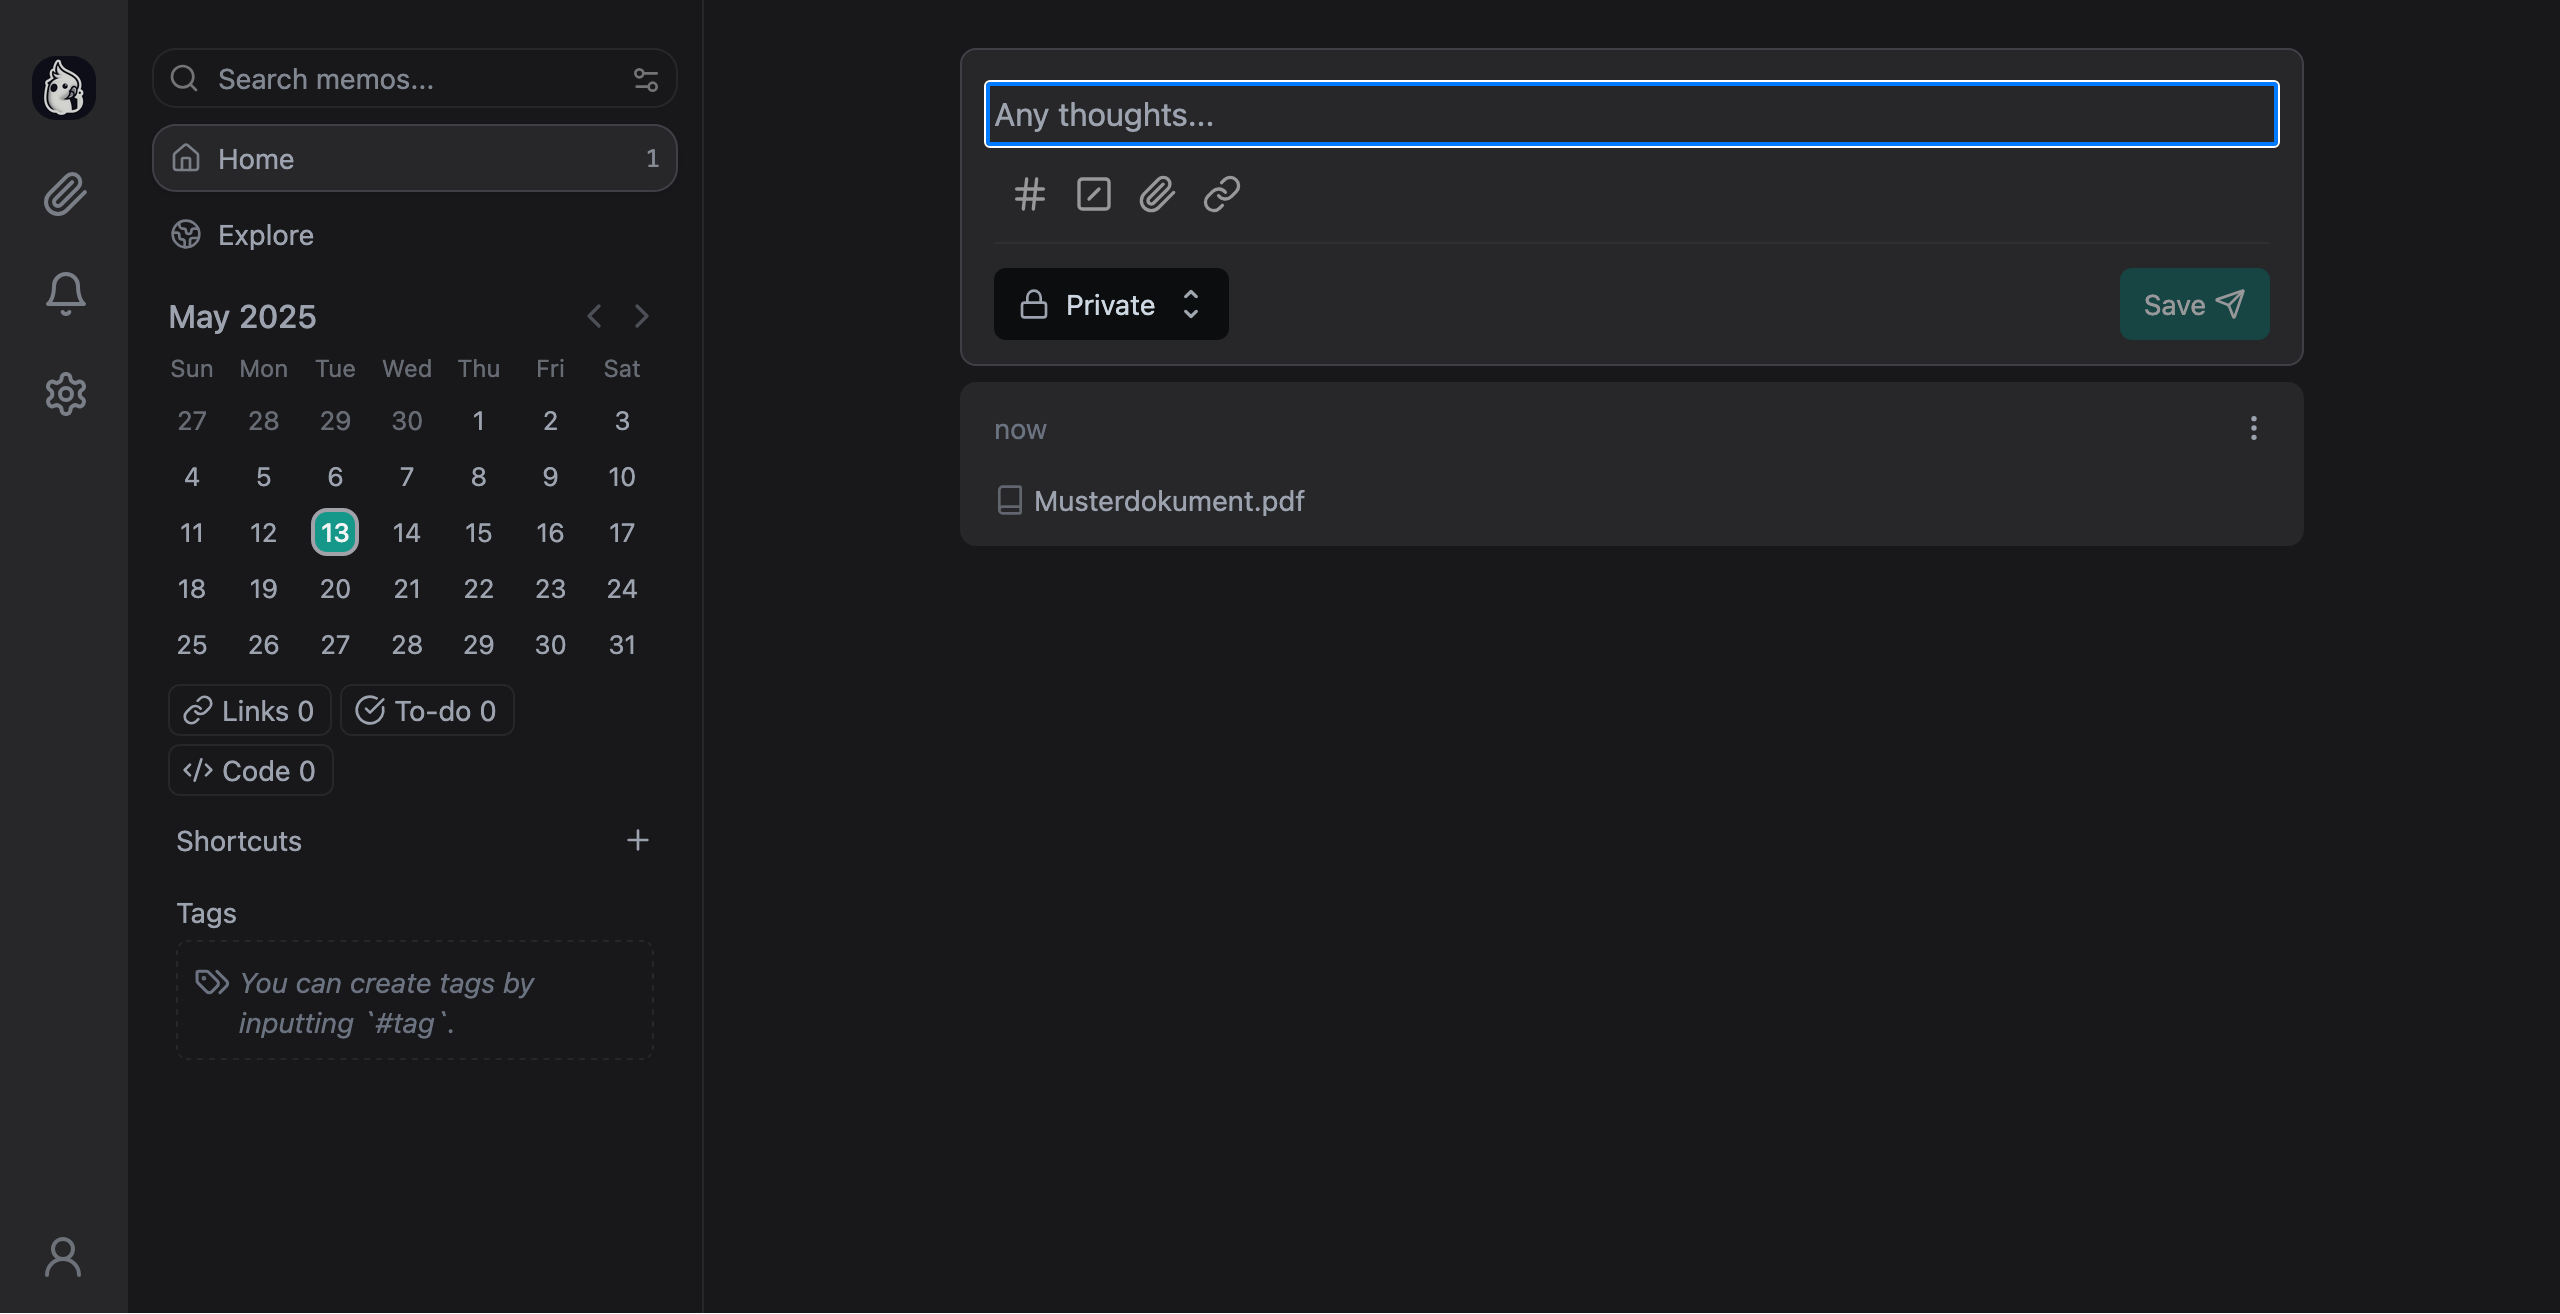 Search memos...
Home 1
Explore
May 2025
Sun Mon Tue Wed Thu Fri Sat
27 28 29 30 1 2 3
4 5 6 7 8 9 10
11 12 13 14 15 16 17
18 19 20 21 22 23 24
25 26 27 28 29 30 31
Links 0 To-do 0
Code 0
Shortcuts
Tags
You can create tags by
inputting `#tag`.
Any thoughts...
Private
Save
now
Musterdokument.pdf